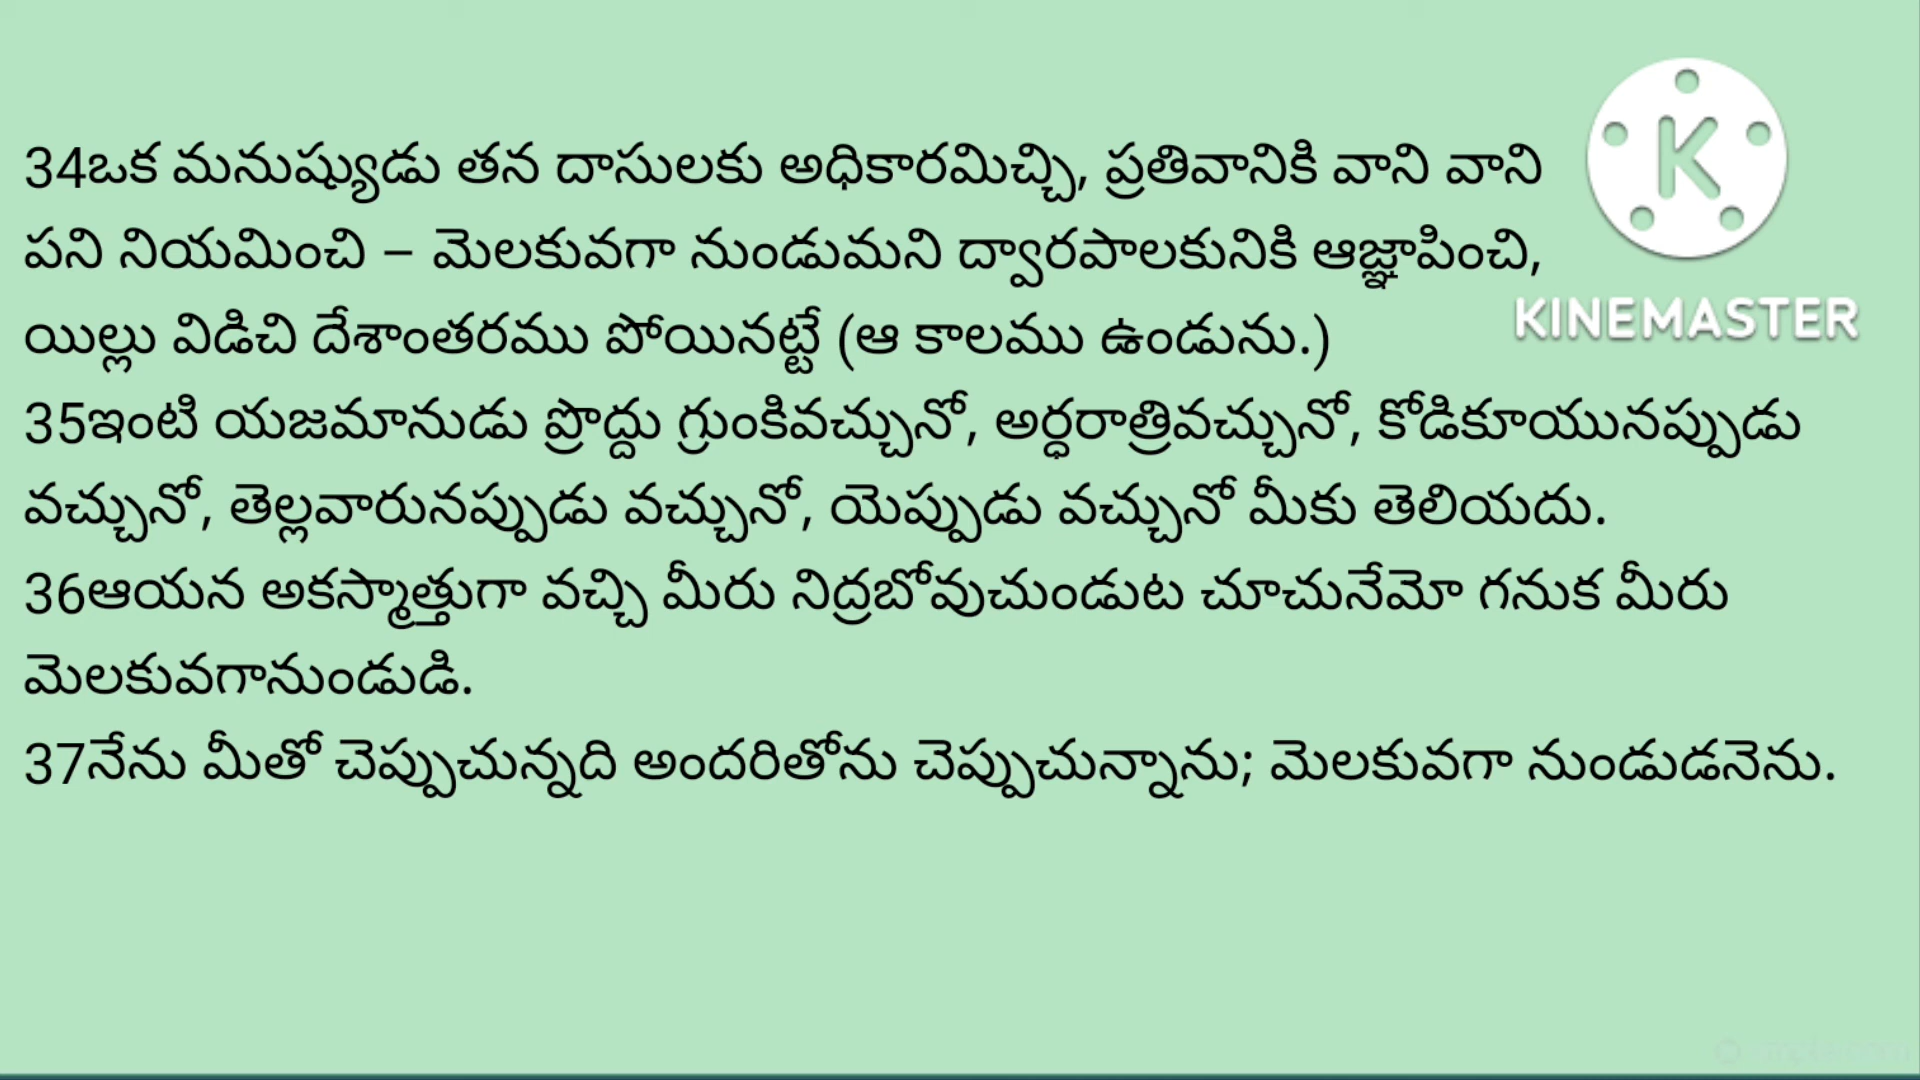 34ఒక మనుష్యుడు తన దాసులకు అధికారమిచ్చి, ప్రతివానికి వాని వాని
పని నియమించి – మెలకువగా నుండుమని ద్వారపాలకునికి ఆజ్ఞాపించి,
యిల్లు విడిచి దేశాంతరము పోయినట్టే (ఆ కాలము ఉండును.)
35ఇంటి యజమానుడు ప్రొద్దు గ్రుంకివచ్చునో, అర్ధరాత్రివచ్చునో, కోడికూయునప్పుడు
వచ్చునో, తెల్లవారునప్పుడు వచ్చునో, యెప్పుడు వచ్చునో మీకు తెలియదు.
36ఆయన అకస్మాత్తుగా వచ్చి మీరు నిద్రబోవుచుండుట చూచునేమో గనుక మీరు
మెలకువగానుండుడి.
37నేను మీతో చెప్పుచున్నది అందరితోను చెప్పుచున్నాను; మెలకువగా నుండుడనెను.
K
KINEMASTER